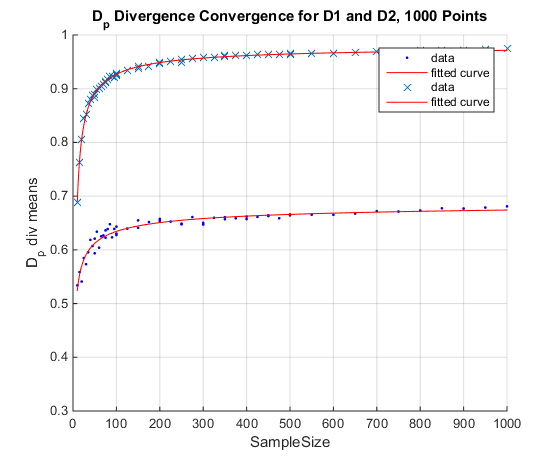 D_p Divergence Convergence for D1 and D2, 1000 Points
1
0.9
0.8
0.7
0.6
0.5
0.4
0.3
D_p div means
data
fitted curve
data
fitted curve
0 100 200 300 400 500 600 700 800 900 1000
SampleSize